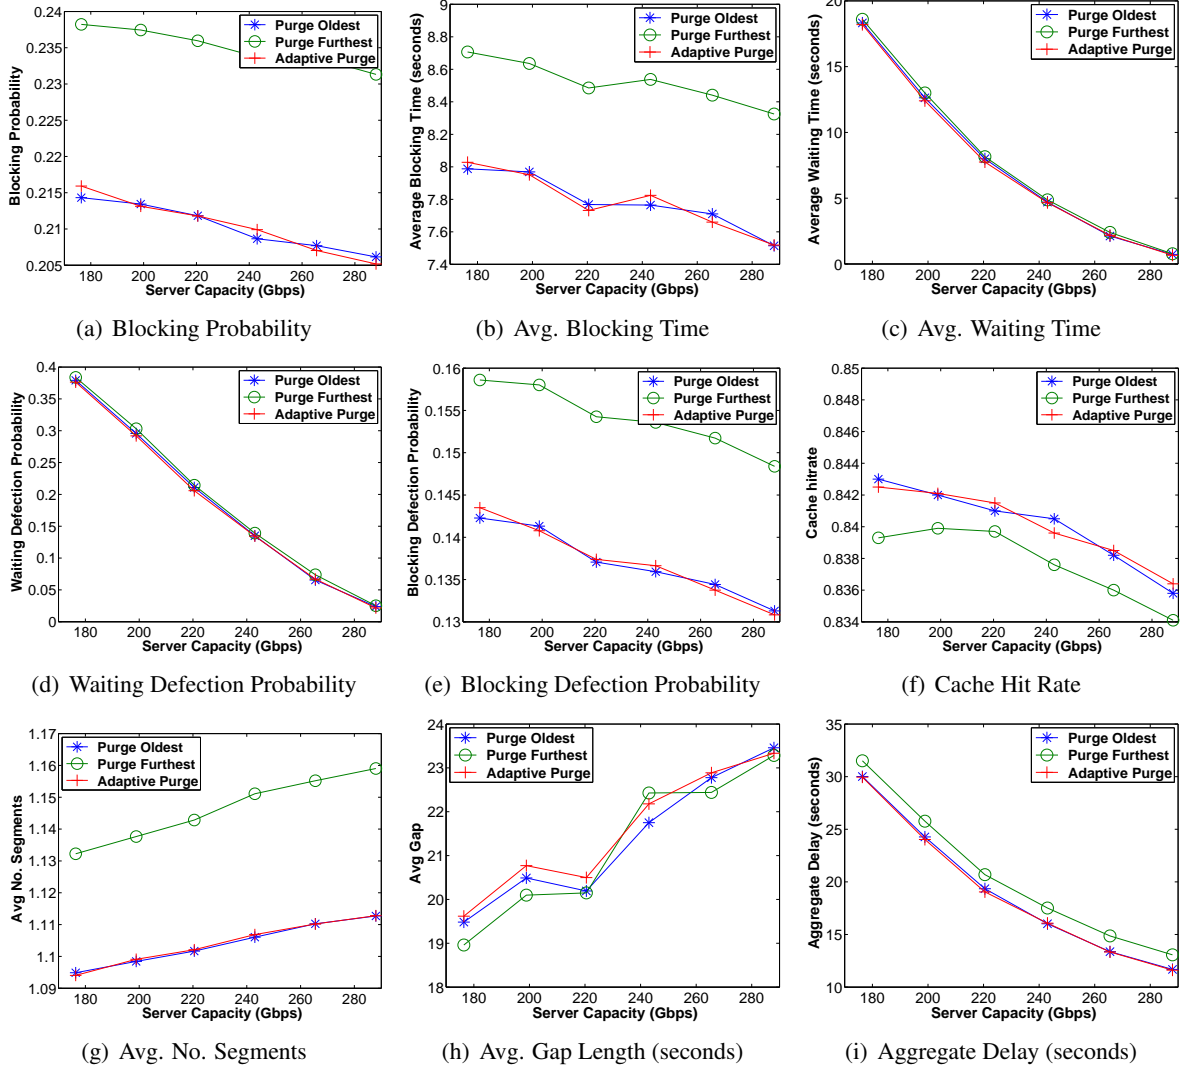 0.24
0.235
0.23
0.225
0.22
0.215
0.21
0.205
180 200 220 240 260 280
Blocking Probability
Server Capacity (Gbps)
Purge Oldest
Purge Furthest
Adaptive Purge
(a) Blocking Probability
9
8.8
8.6
8.4
8.2
8
7.8
7.6
7.4
180 200 220 240 260 280
Average Blocking Time (seconds)
Server Capacity (Gbps)
Purge Oldest
Purge Furthest
Adaptive Purge
(b) Avg. Blocking Time
20
15
10
5
0
180 200 220 240 260 280
Average Waiting Time (seconds)
Server Capacity (Gbps)
Purge Oldest
Purge Furthest
Adaptive Purge
(c) Avg. Waiting Time
0.4
0.35
0.3
0.25
0.2
0.15
0.1
0.05
0
180 200 220 240 260 280
Waiting Defection Probability
Server Capacity (Gbps)
Purge Oldest
Purge Furthest
Adaptive Purge
(d) Waiting Defection Probability
0.16
0.155
0.15
0.145
0.14
0.135
0.13
180 200 220 240 260 280
Blocking Defection Probability
Server Capacity (Gbps)
Purge Oldest
Purge Furthest
Adaptive Purge
(e) Blocking Defection Probability
0.85
0.848
0.846
0.844
0.842
0.84
0.838
0.836
0.834
180 200 220 240 260 280
Cache hitrate
Server Capacity (Gbps)
Purge Oldest
Purge Furthest
Adaptive Purge
(f) Cache Hit Rate
1.17
1.16
1.15
1.14
1.13
1.12
1.11
1.1
1.09
180 200 220 240 260 280
Avg No. Segments
Server Capacity (Gbps)
Purge Oldest
Purge Furthest
Adaptive Purge
(g) Avg. No. Segments
24
23
22
21
20
19
18
180 200 220 240 260 280
Avg Gap
Server Capacity (Gbps)
Purge Oldest
Purge Furthest
Adaptive Purge
(h) Avg. Gap Length (seconds)
35
30
25
20
15
10
180 200 220 240 260 280
Aggregate Delay (seconds)
Server Capacity (Gbps)
Purge Oldest
Purge Furthest
Adaptive Purge
(i) Aggregate Delay (seconds)